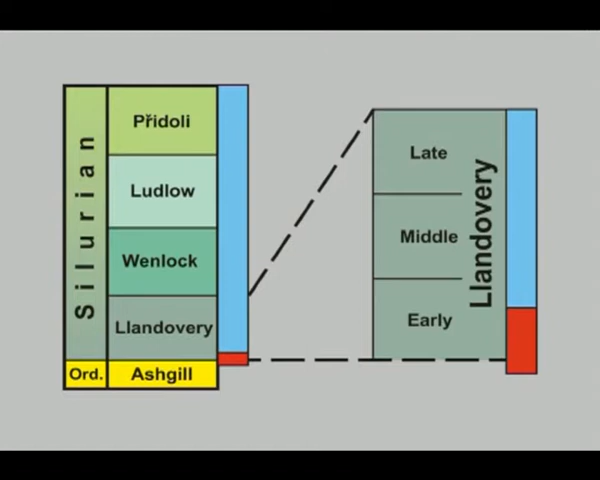 Silurian
Přidoli
Ludlow
Wenlock
Llandovery
Ord.
Ashgill
Late
Middle
Early
Llandovery